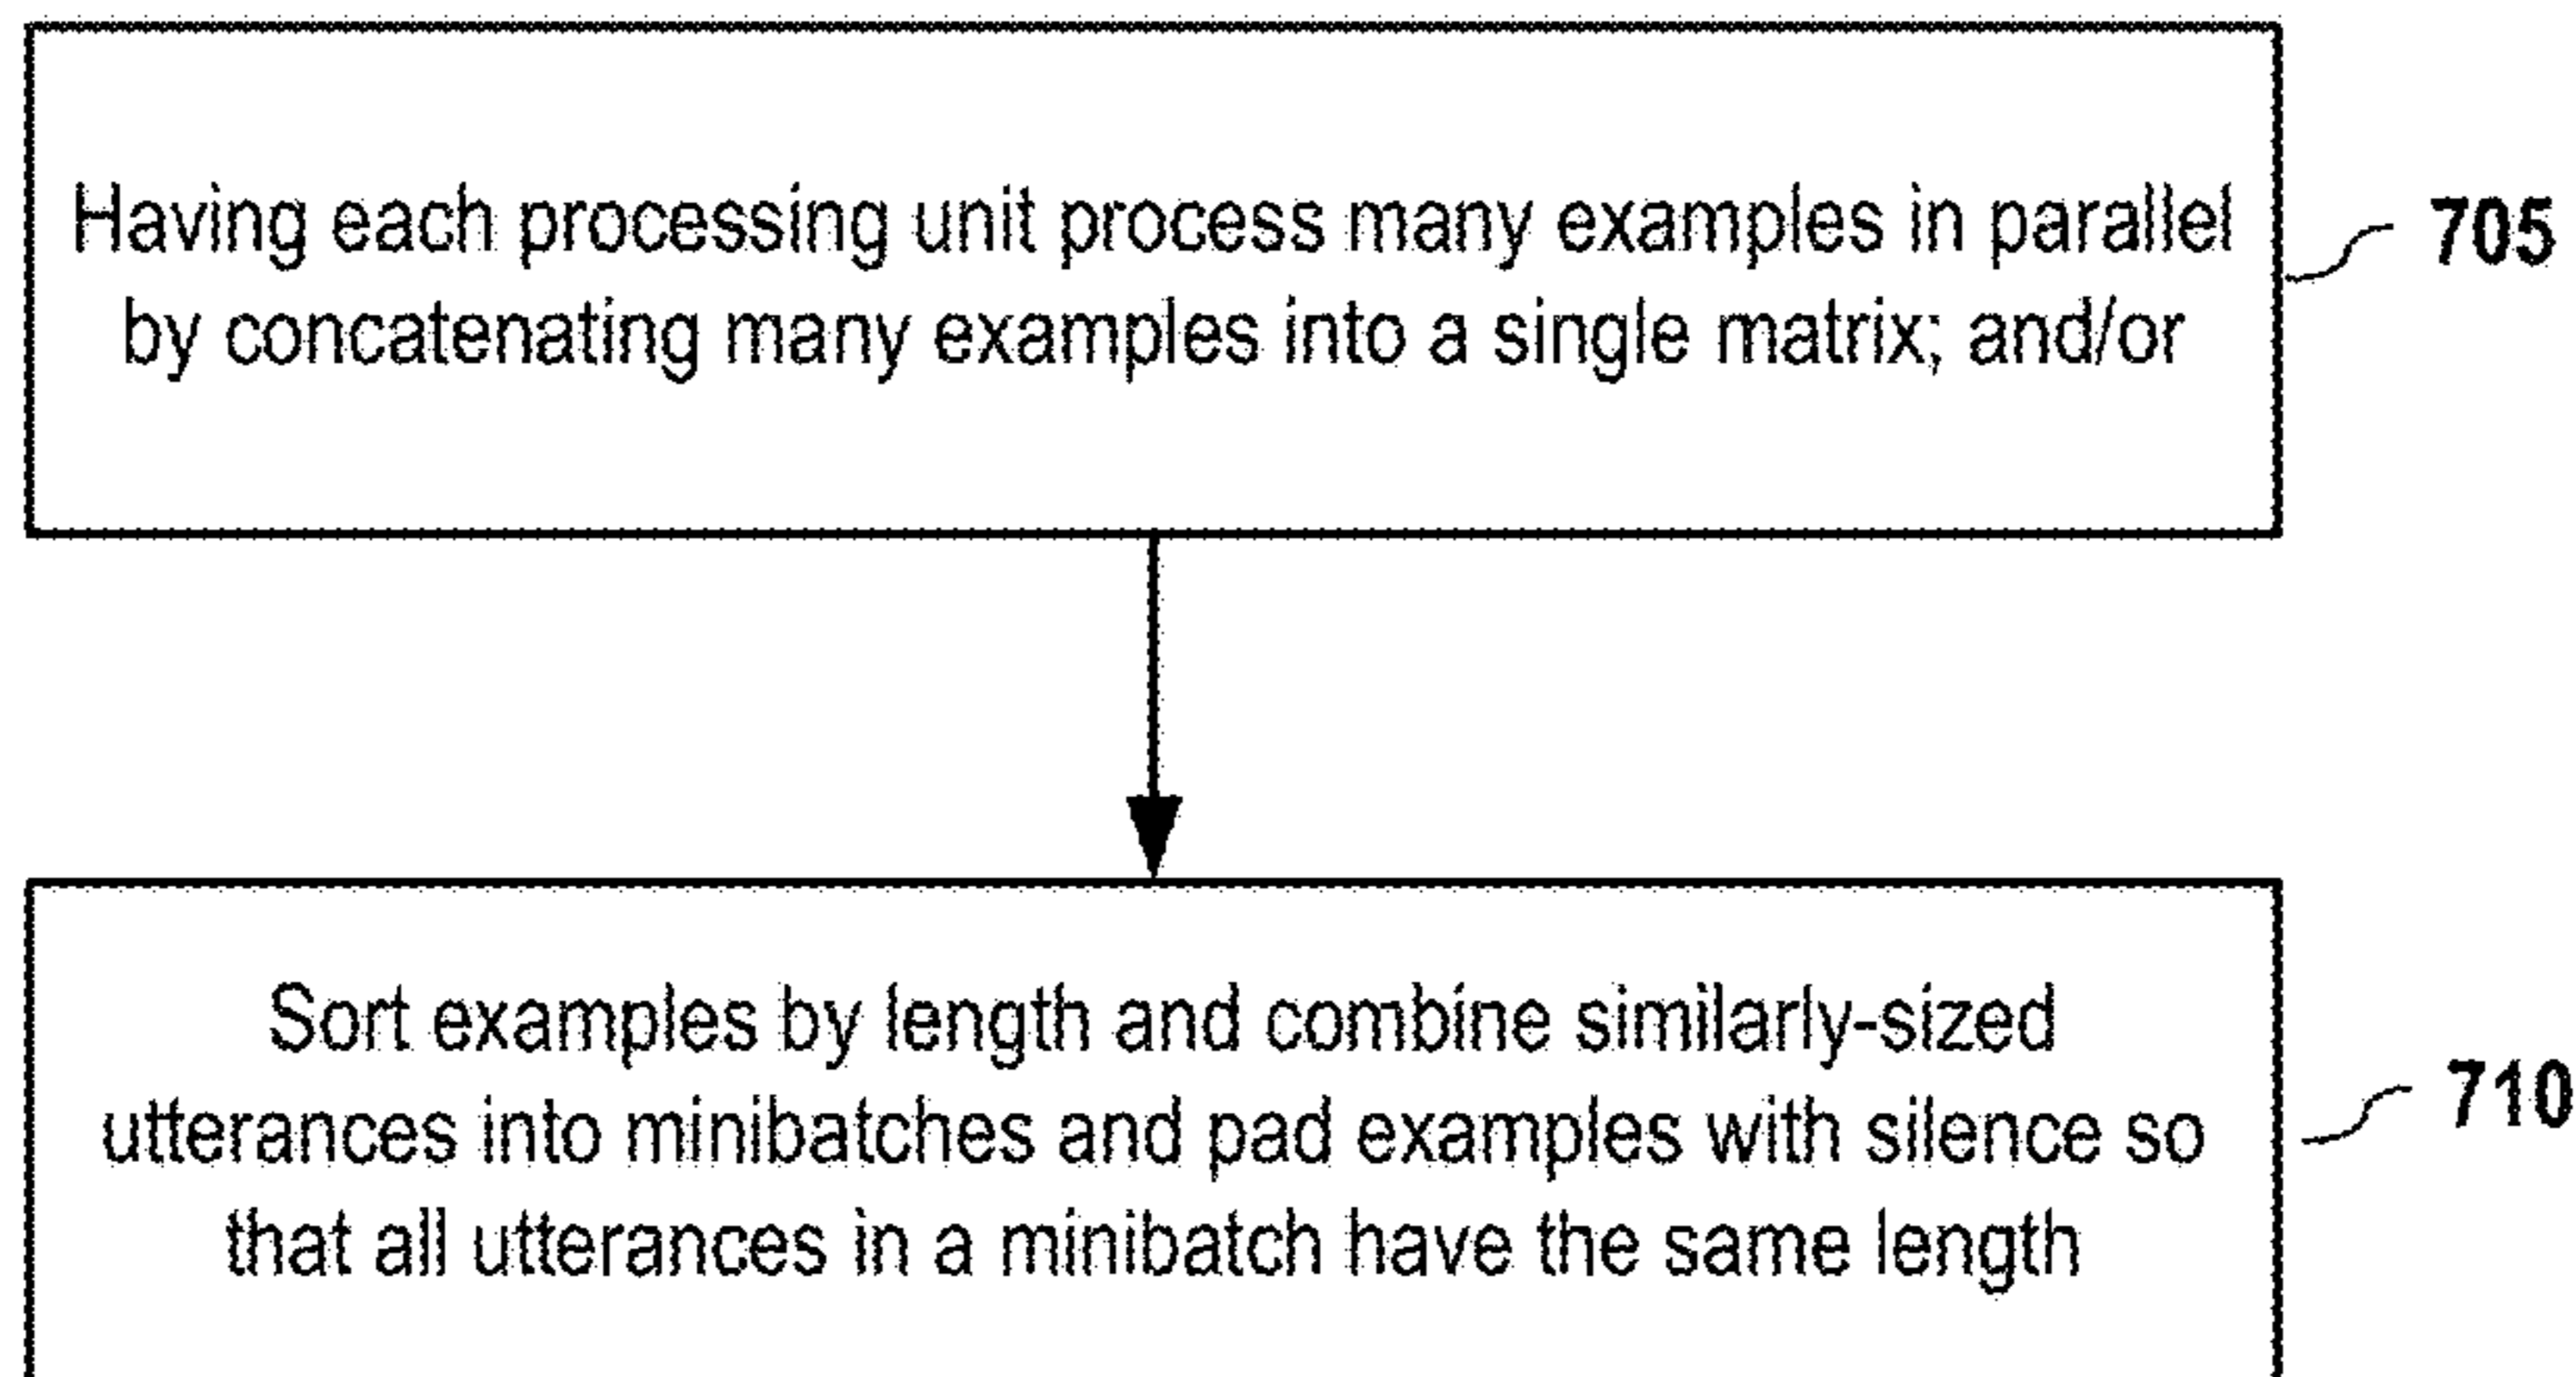 Having each processing unit process many examples in parallel
by concatenating many examples into a single matrix; and/or
705
Sort examples by length and combine similarly-sized
utterances into minibatches and pad examples with silence so
that all utterances in a minibatch have the same length
710